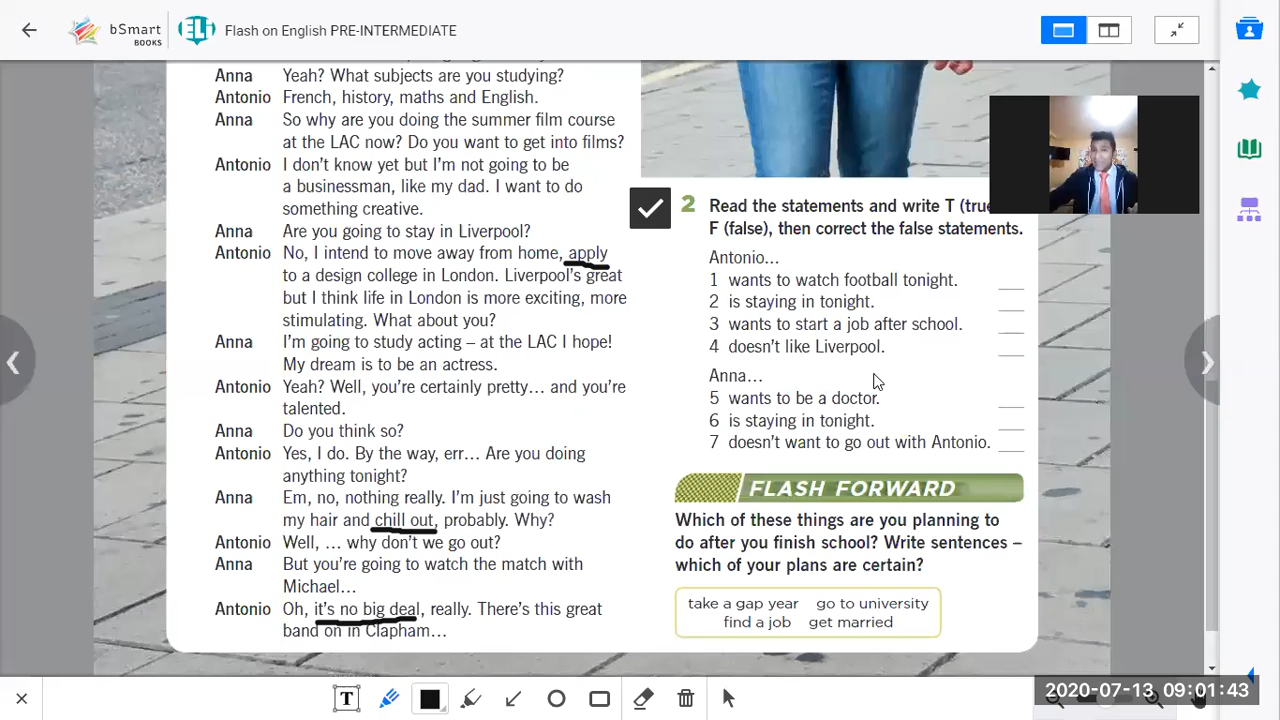 bSmart
BOOKS
ELi
Flash on English PRE-INTERMEDIATE
Anna Yeah? What subjects are you studying?
Antonio French, history, maths and English.
Anna So why are you doing the summer film course
at the LAC now? Do you want to get into films?
Antonio I don't know yet but I'm not going to be
a businessman, like my dad. I want to do
something creative.
Anna Are you going to stay in Liverpool?
Antonio No, I intend to move away from home, apply
to a design college in London. Liverpool's great
but I think life in London is more exciting, more
stimulating. What about you?
Anna I'm going to study acting – at the LAC I hope!
My dream is to be an actress.
Antonio Yeah? Well, you're certainly pretty… and you're
talented.
Anna Do you think so?
Antonio Yes, I do. By the way, err… Are you doing
anything tonight?
Anna Em, no, nothing really. I'm just going to wash
my hair and chill out, probably. Why?
Antonio Well, … why don't we go out?
Anna But you're going to watch the match with
Michael…
Antonio Oh, it's no big deal, really. There's this great
band on in Clapham…
2 Read the statements and write T (true
F (false), then correct the false statements.
Antonio...
1 wants to watch football tonight. ___
2 is staying in tonight. ___
3 wants to start a job after school. ___
4 doesn't like Liverpool. ___
Anna...
5 wants to be a doctor. ___
6 is staying in tonight. ___
7 doesn't want to go out with Antonio. ___
FLASH FORWARD
Which of these things are you planning to
do after you finish school? Write sentences –
which of your plans are certain?
take a gap year go to university
find a job get married
T
2020-07-13 09:01:43